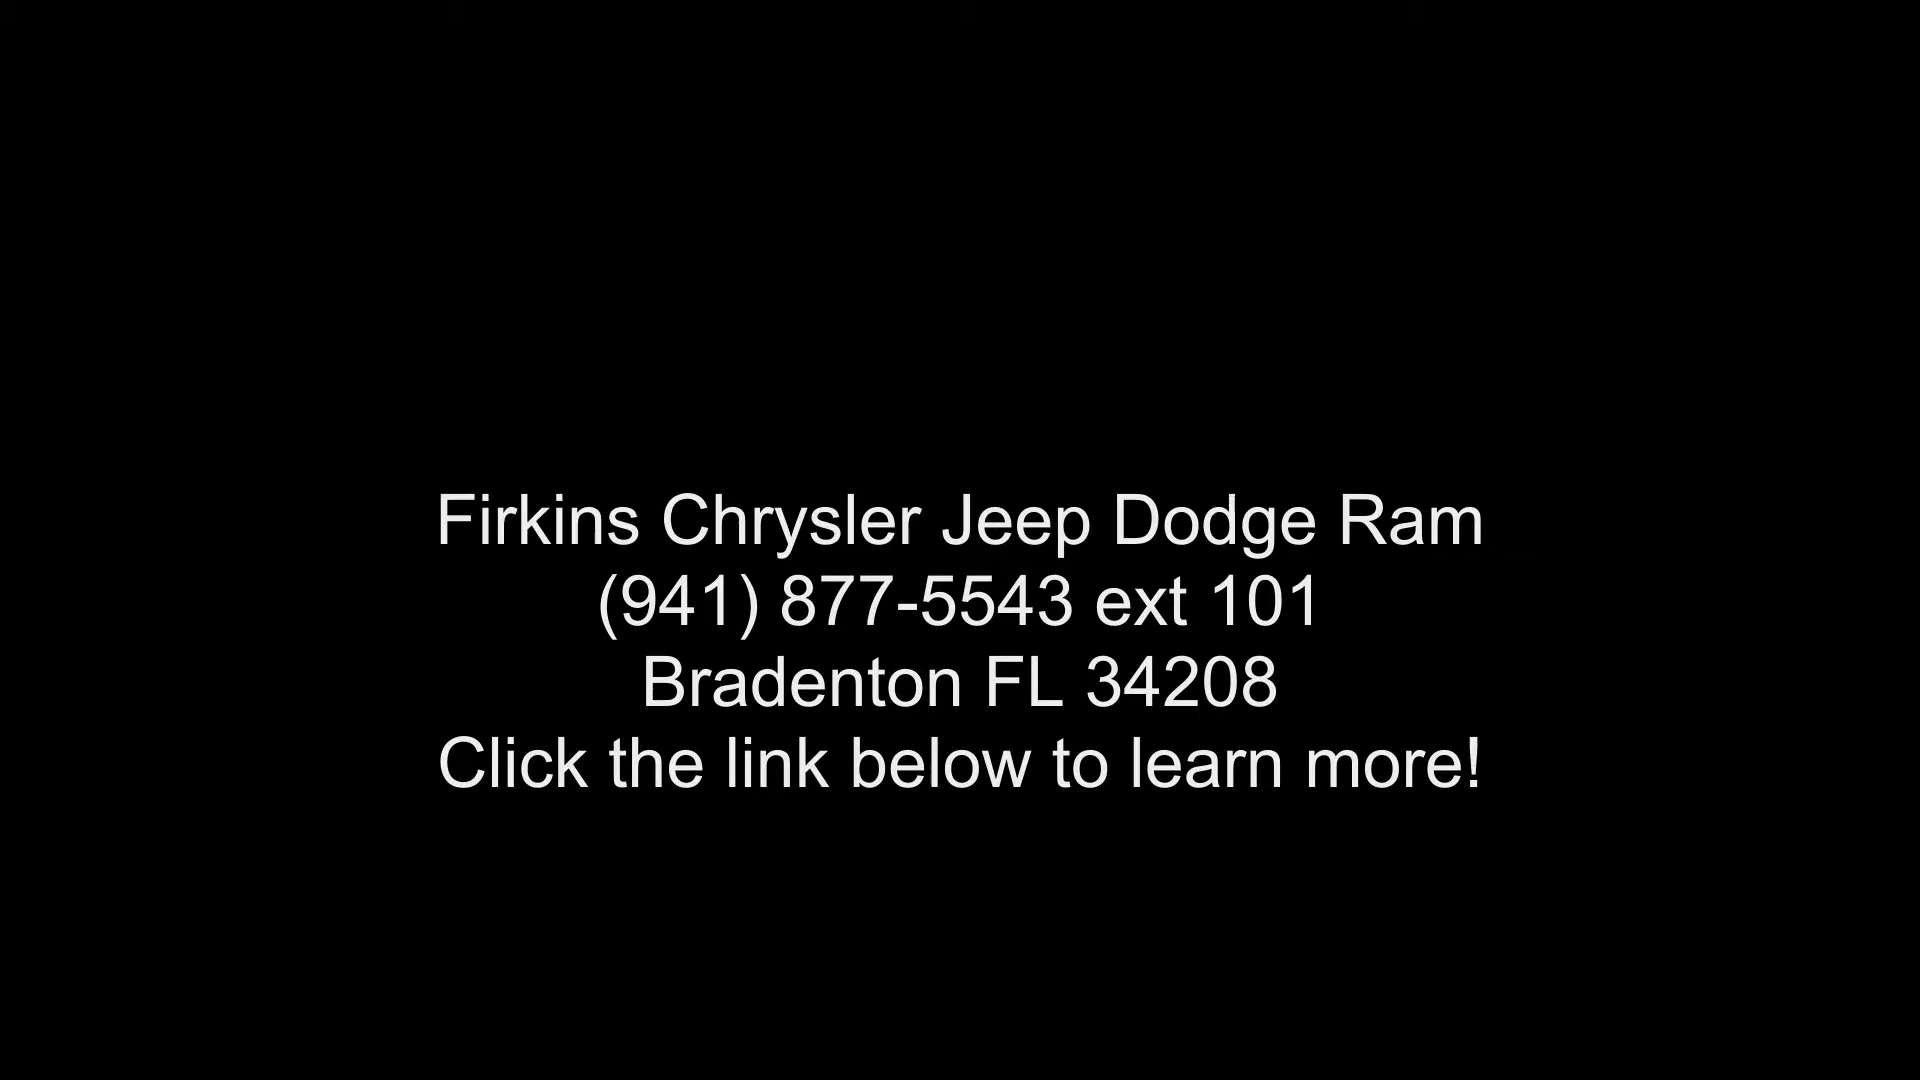 Firkins Chrysler Jeep Dodge Ram
(941) 877-5543 ext 101
Bradenton FL 34208
Click the link below to learn more!